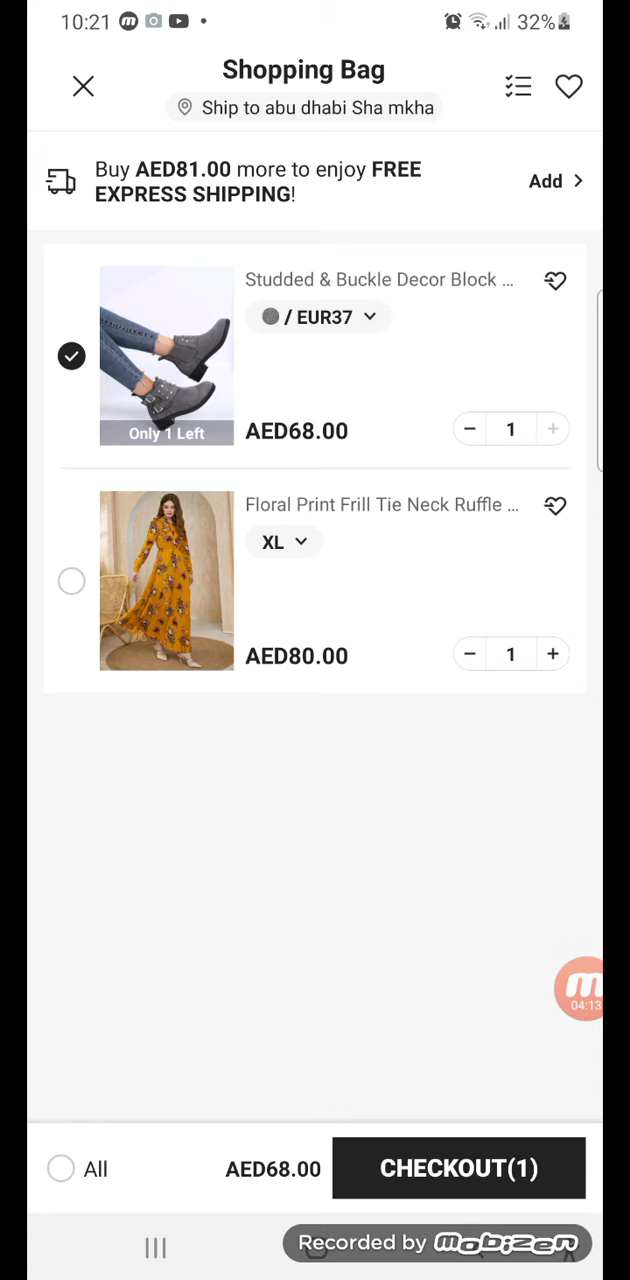 10:21 32%
Shopping Bag
Ship to abu dhabi Sha mkha
Buy AED81.00 more to enjoy FREE
EXPRESS SHIPPING!
Add
Studded & Buckle Decor Block ...
/ EUR37
Only 1 Left
AED68.00
1
Floral Print Frill Tie Neck Ruffle ...
XL
AED80.00
1
04:13
All
AED68.00
CHECKOUT(1)
Recorded by mobizen